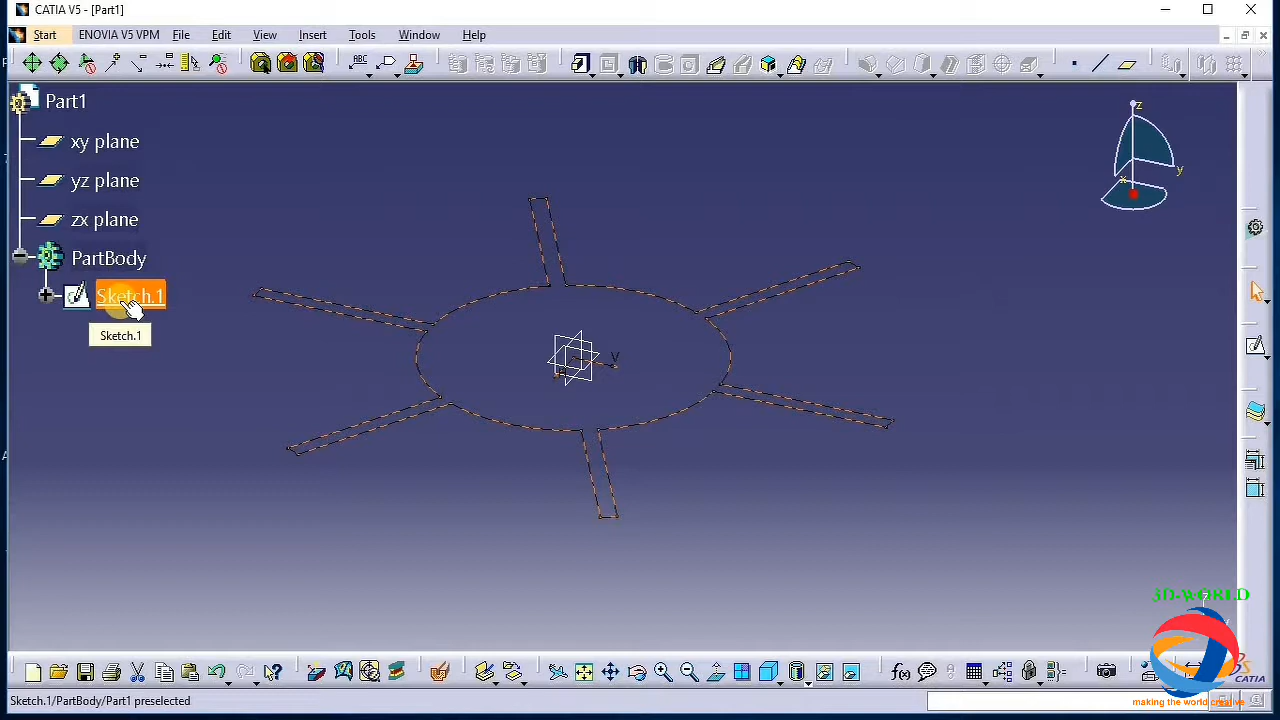 CATIA V5 - [Part1]
Start ENOVIA V5 VPM File Edit View Insert Tools Window Help
ABC
Part1
xy plane
yz plane
zx plane
PartBody
Sketch.1
Sketch.1
V
z
y
x
f(x)
3D-WORLD
CATIA
making the world creative
Sketch.1/PartBody/Part1 preselected